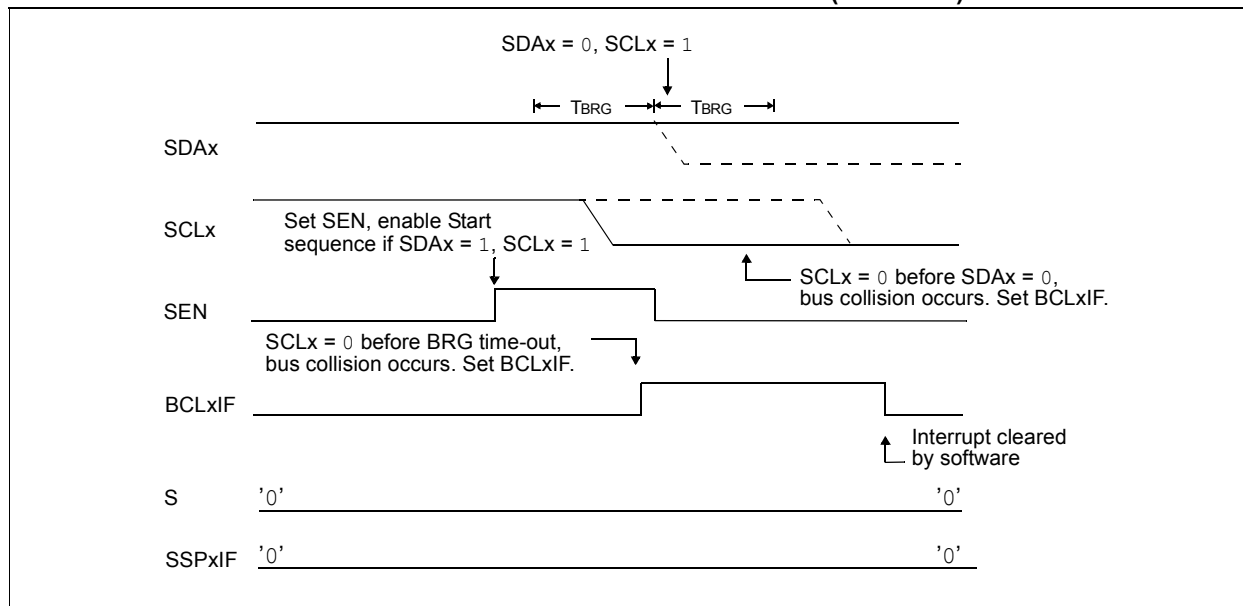 SDAx = 0, SCLx = 1
TBRG TBRG
SDAx
SCLx
Set SEN, enable Start
sequence if SDAx = 1, SCLx = 1
SCLx = 0 before SDAx = 0,
bus collision occurs. Set BCLxIF.
SEN
SCLx = 0 before BRG time-out,
bus collision occurs. Set BCLxIF.
BCLxIF
Interrupt cleared
by software
S '0' '0'
SSPxIF '0' '0'